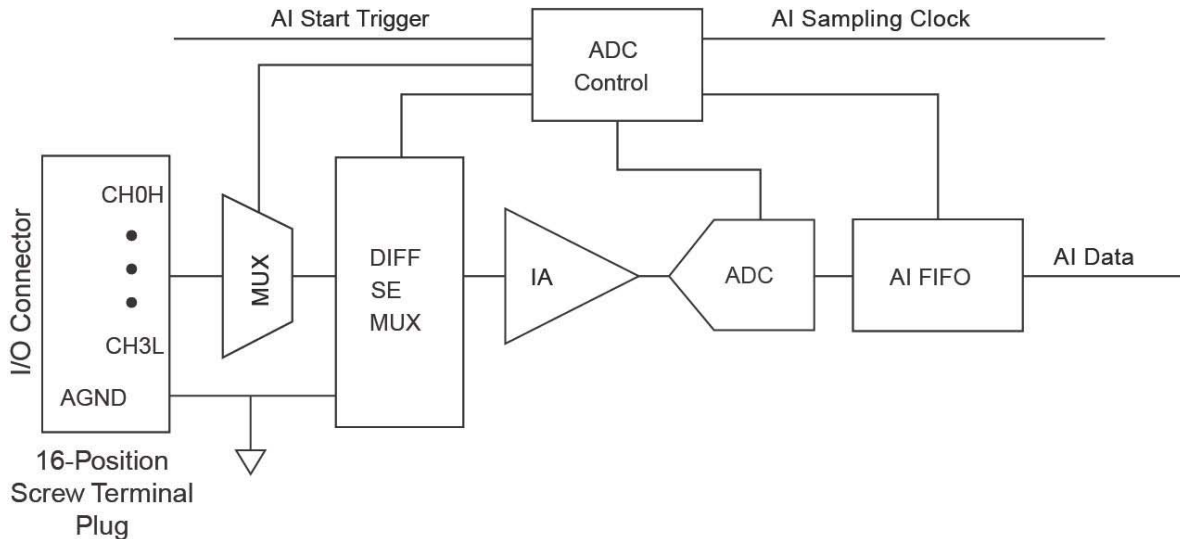 AI Start Trigger
AI Sampling Clock
ADC
Control
I/O Connector
CH0H
CH3L
AGND
MUX
DIFF
SE
MUX
IA
ADC
AI FIFO
AI Data
16-Position
Screw Terminal
Plug